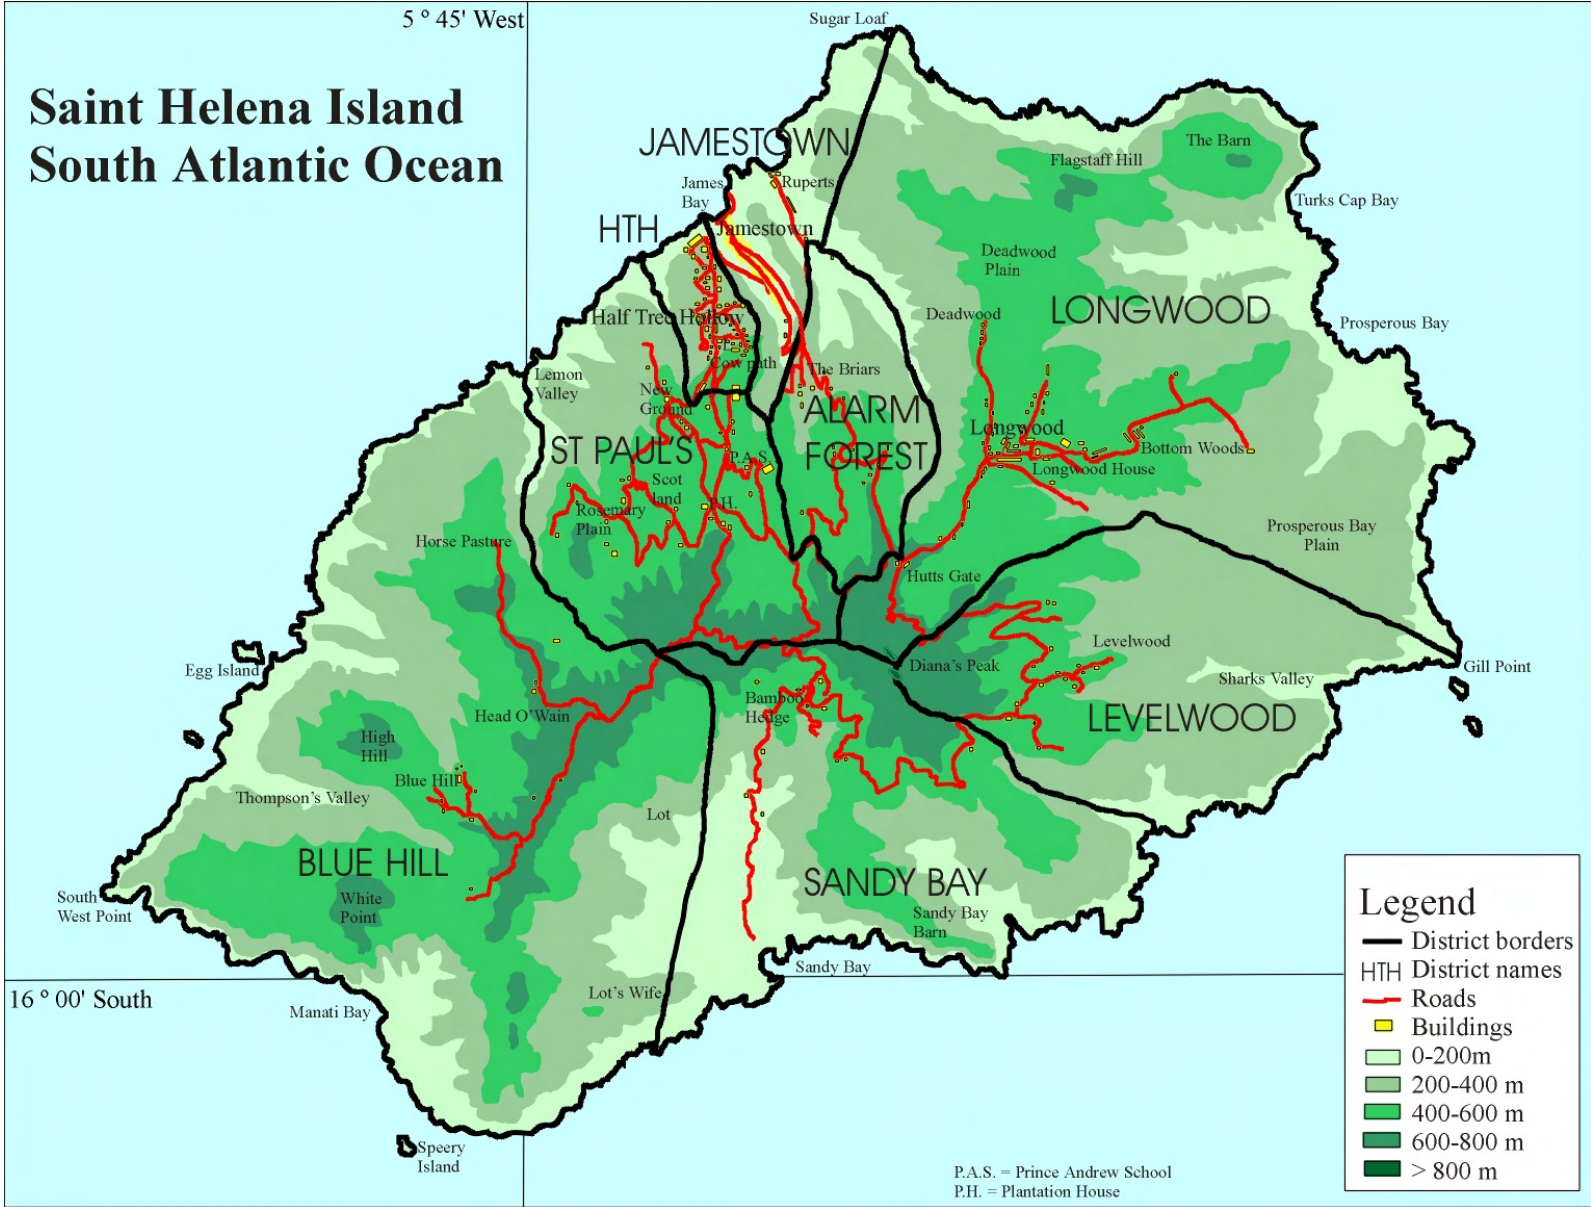 5 º 45' West
Sugar Loaf
Saint Helena Island
South Atlantic Ocean
JAMESTOWN
The Barn
Flagstaff Hill
James
Bay
Ruperts
Turks Cap Bay
HTH
Jamestown
Deadwood
Plain
LONGWOOD
Half Tree Hollow
Deadwood
Prosperous Bay
Cow path
The Briars
Lemon
Valley
New
Ground
ALARM
FOREST
Longwood
ST PAUL'S
P.A.S.
Bottom Woods
Longwood House
Scot
land
P.H.
Rosemary
Plain
Prosperous Bay
Plain
Horse Pasture
Hutts Gate
Levelwood
Egg Island
Diana's Peak
Gill Point
Sharks Valley
Bamboo
Hedge
Head O'Wain
LEVELWOOD
High
Hill
Blue Hill
Thompson's Valley
Lot
BLUE HILL
SANDY BAY
South
West Point
White
Point
Sandy Bay
Barn
Sandy Bay
16 º 00' South
Lot's Wife
Manati Bay
Speery
Island
P.A.S. = Prince Andrew School
P.H. = Plantation House
Legend
District borders
HTH District names
Roads
Buildings
0-200m
200-400 m
400-600 m
600-800 m
> 800 m